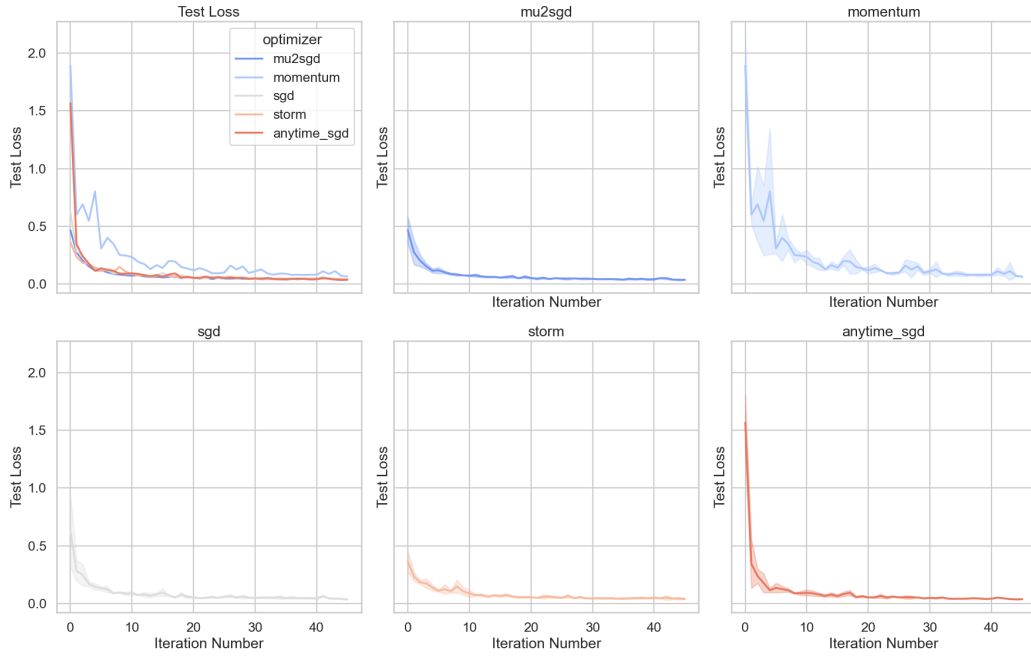 Test Loss
mu2sgd
momentum
optimizer
mu2sgd
momentum
sgd
storm
anytime_sgd
2.0
1.5
1.0
0.5
0.0
Test Loss
Test Loss
Test Loss
Iteration Number
Iteration Number
sgd
storm
anytime_sgd
2.0
1.5
1.0
0.5
0.0
Test Loss
Test Loss
Test Loss
0 10 20 30 40
0 10 20 30 40
0 10 20 30 40
Iteration Number
Iteration Number
Iteration Number